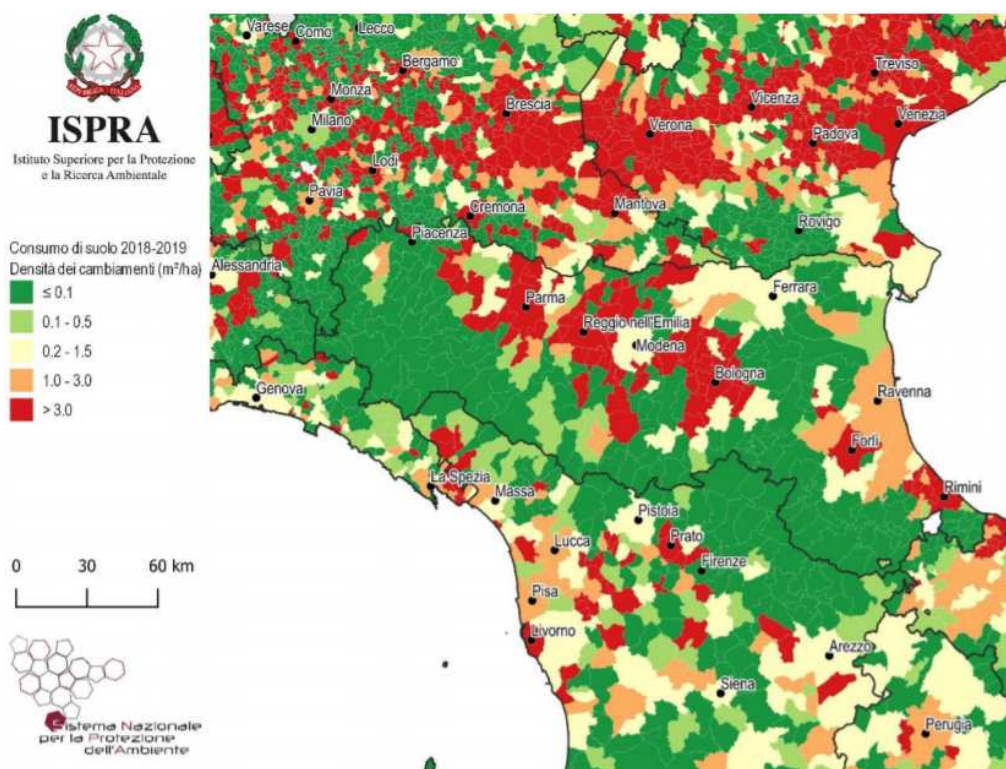 REPVBBLICA ITALIANA
ISPRA
Istituto Superiore per la Protezione
e la Ricerca Ambientale
Consumo di suolo 2018-2019
Densità dei cambiamenti (m²/ha)
≤ 0.1
0.1 - 0.5
0.2 - 1.5
1.0 - 3.0
> 3.0
0 30 60 km
Sistema Nazionale
per la Protezione
dell'Ambiente
Varese
Como
Lecco
Bergamo
Monza
Milano
Brescia
Treviso
Vicenza
Venezia
Verona
Padova
Lodi
Pavia
Cremona
Mantova
Rovigo
Piacenza
Alessandria
Parma
Ferrara
Reggio nell'Emilia
Modena
Bologna
Genova
Ravenna
Forlì
La Spezia
Massa
Rimini
Pistoia
Prato
Lucca
Firenze
Pisa
Livorno
Arezzo
Siena
Perugia